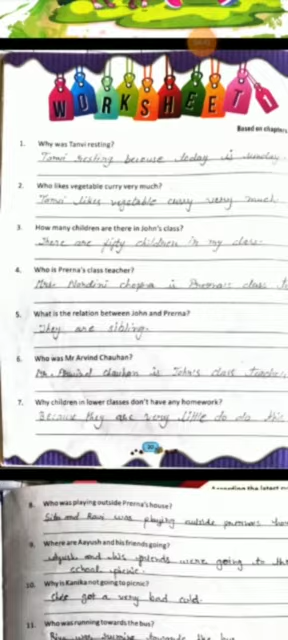 WORKSHEET 1
Based on chapters
1. Why was Tanvi resting?
Tanvi resting because today is sunday
2. Who likes vegetable curry very much?
Tanvi likes vegetable curry very much
3. How many children are there in John's class?
There are fifty children in my class.
4. Who is Prerna's class teacher?
Nandini chopra is Prerna's class
5. What is the relation between John and Prerna?
They are sibling.
6. Who was Mr Arvind Chauhan?
Mr. Arvind chauhan is John's class teacher.
7. Why children in lower classes don't have any homework?
Because they are very little to do this
8. Who was playing outside Prerna's house?
and Ravi was playing outside
9. Where are Aayush and his friends going?
Aayush and his friends were going to the
school picnic.
10. Why is Kanika not going to picnic?
She got a very bad cold.
11. Who was running towards the bus?